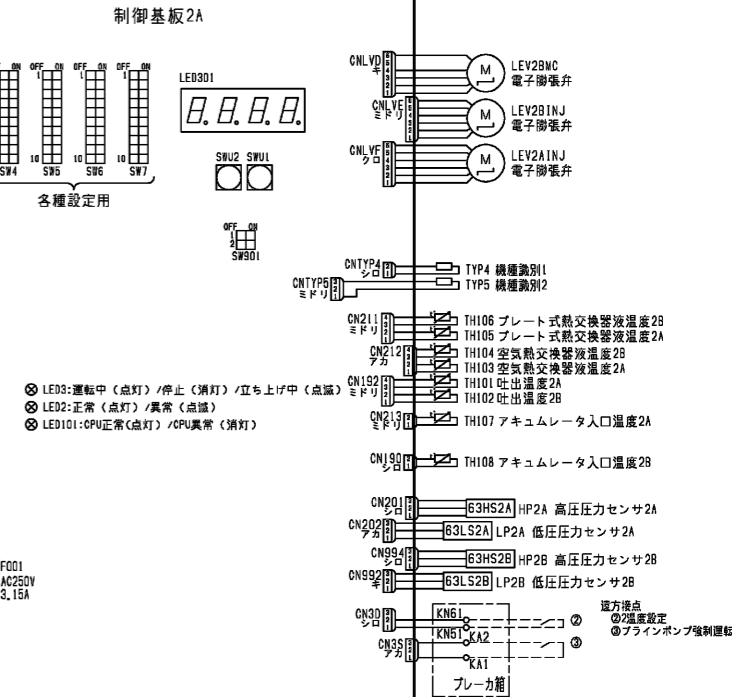 制御基板2A
OFF ON
OFF ON
OFF ON
1
1
1
10
10
10
SW4
SW5
SW6
SW7
各種設定用
LED301
8.8.8.8.
SWU2 SWU1
OFF ON
1
2
SW901
CNLVD
キ
LEV2BMC
電子膨張弁
M
CNLVE
ミドリ
LEV2BINJ
電子膨張弁
M
CNLVF
クロ
LEV2AINJ
電子膨張弁
M
CNTYP4
シロ
TYP4 機種識別1
CNTYP5
ミドリ
TYP5 機種識別2
CN211
ミドリ
TH106 プレート式熱交換器液温度2B
TH105 プレート式熱交換器液温度2A
CN212
アカ
TH104 空気熱交換器液温度2B
TH103 空気熱交換器液温度2A
CN192
ミドリ
TH101 吐出温度2A
TH102 吐出温度2B
CN213
ミドリ
TH107 アキュムレータ入口温度2A
CN190
シロ
TH108 アキュムレータ入口温度2B
⊗ LED3:運転中(点灯)/停止(消灯)/立ち上げ中(点滅)
⊗ LED2:正常(点灯)/異常(点滅)
⊗ LED101:CPU正常(点灯)/CPU異常(消灯)
CN201
シロ
63HS2A HP2A 高圧圧力センサ2A
CN202
アカ
63LS2A LP2A 低圧圧力センサ2A
CN994
シロ
63HS2B HP2B 高圧圧力センサ2B
CN992
キ
63LS2B LP2B 低圧圧力センサ2B
F001
AC250V
3.15A
CN3D
シロ
KN61
②
CN3S
アカ
KN51
KA2
③
KA1
ブレーカ箱
遠方接点
②2温度設定
③ブラインポンプ強制運転